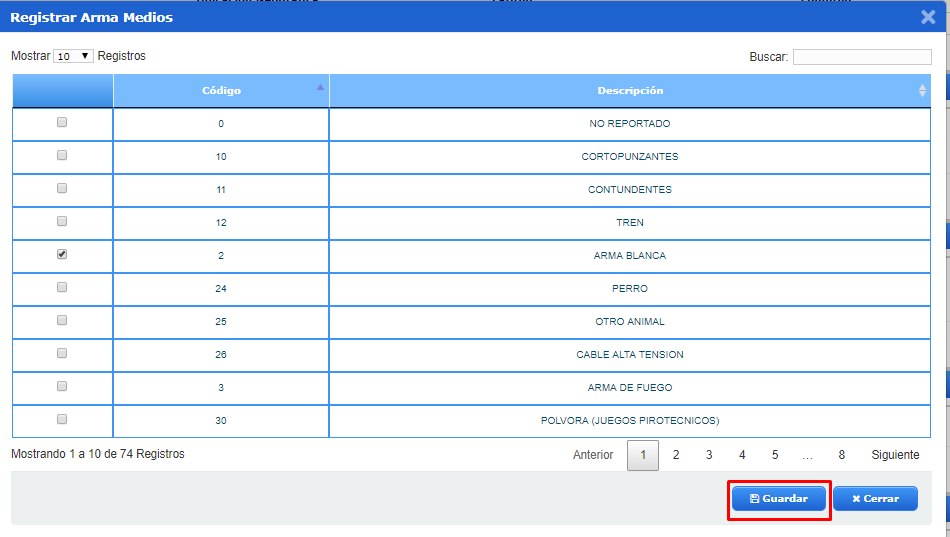 Registrar Arma Medios
Mostrar 10 Registros Buscar:
Código Descripción
0 NO REPORTADO
10 CORTOPUNZANTES
11 CONTUNDENTES
12 TREN
2 ARMA BLANCA
24 PERRO
25 OTRO ANIMAL
26 CABLE ALTA TENSION
3 ARMA DE FUEGO
30 POLVORA (JUEGOS PIROTECNICOS)
Mostrando 1 a 10 de 74 Registros Anterior 1 2 3 4 5 … 8 Siguiente
Guardar Cerrar